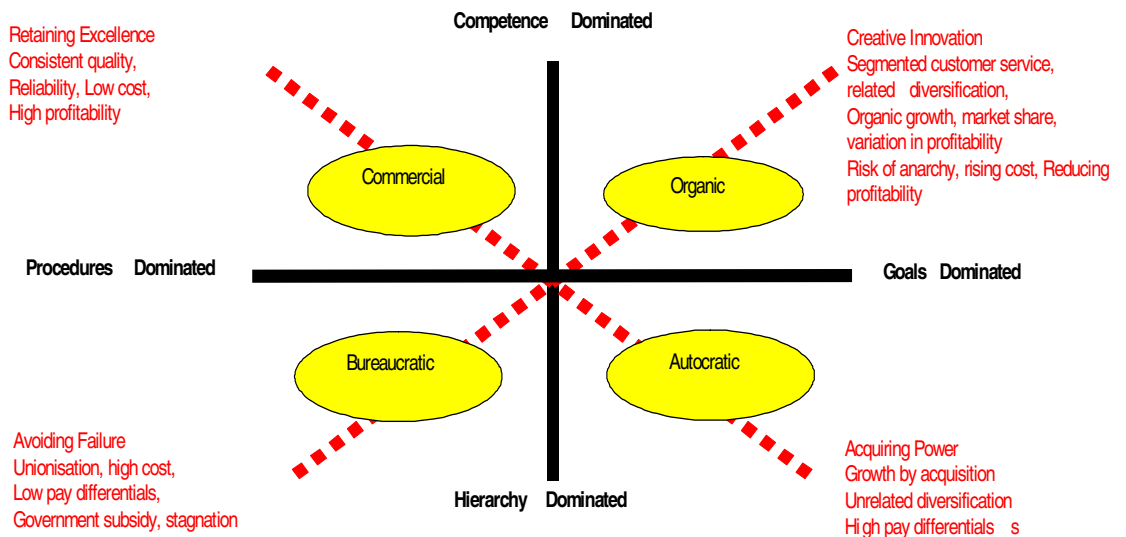 Competence Dominated
Retaining Excellence
Consistent quality,
Reliability, Low cost,
High profitability
Creative Innovation
Segmented customer service,
related diversification,
Organic growth, market share,
variation in profitability
Risk of anarchy, rising cost, Reducing
profitability
Commercial
Organic
Procedures Dominated
Goals Dominated
Bureaucratic
Autocratic
Avoiding Failure
Unionisation, high cost,
Low pay differentials,
Government subsidy, stagnation
Hierarchy Dominated
Acquiring Power
Growth by acquisition
Unrelated diversification
High pay differentials s